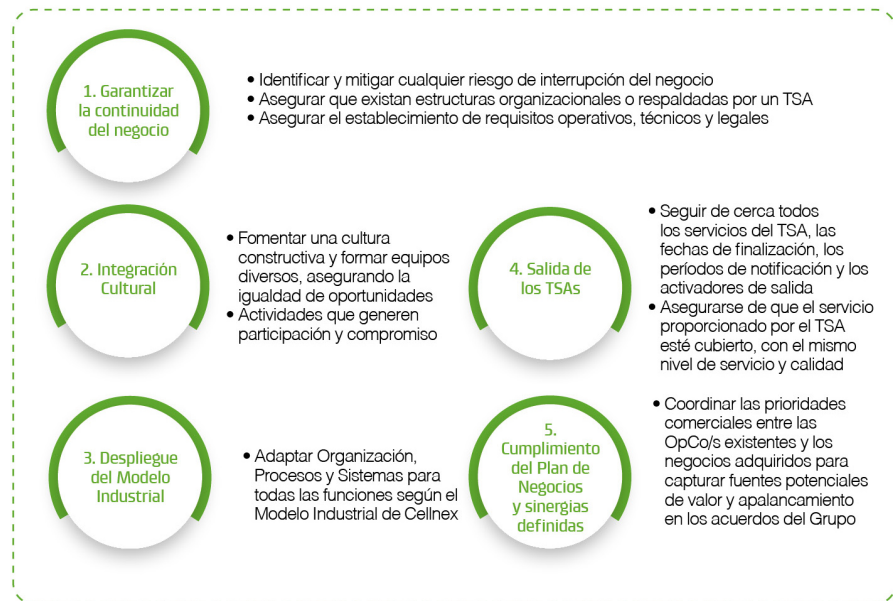 1. Garantizar
la continuidad
del negocio
• Identificar y mitigar cualquier riesgo de interrupción del negocio
• Asegurar que existan estructuras organizacionales o respaldadas por un TSA
• Asegurar el establecimiento de requisitos operativos, técnicos y legales
2. Integración
Cultural
• Fomentar una cultura
constructiva y formar equipos
diversos, asegurando la
igualdad de oportunidades
• Actividades que generen
participación y compromiso
3. Despliegue
del Modelo
Industrial
• Adaptar Organización,
Procesos y Sistemas para
todas las funciones según el
Modelo Industrial de Cellnex
4. Salida de
los TSAs
• Seguir de cerca todos
los servicios del TSA, las
fechas de finalización, los
períodos de notificación y los
activadores de salida
• Asegurarse de que el servicio
proporcionado por el TSA
esté cubierto, con el mismo
nivel de servicio y calidad
5.
Cumplimiento
del Plan de
Negocios
y sinergias
definidas
• Coordinar las prioridades
comerciales entre las
OpCo/s existentes y los
negocios adquiridos para
capturar fuentes potenciales
de valor y apalancamiento
en los acuerdos del Grupo